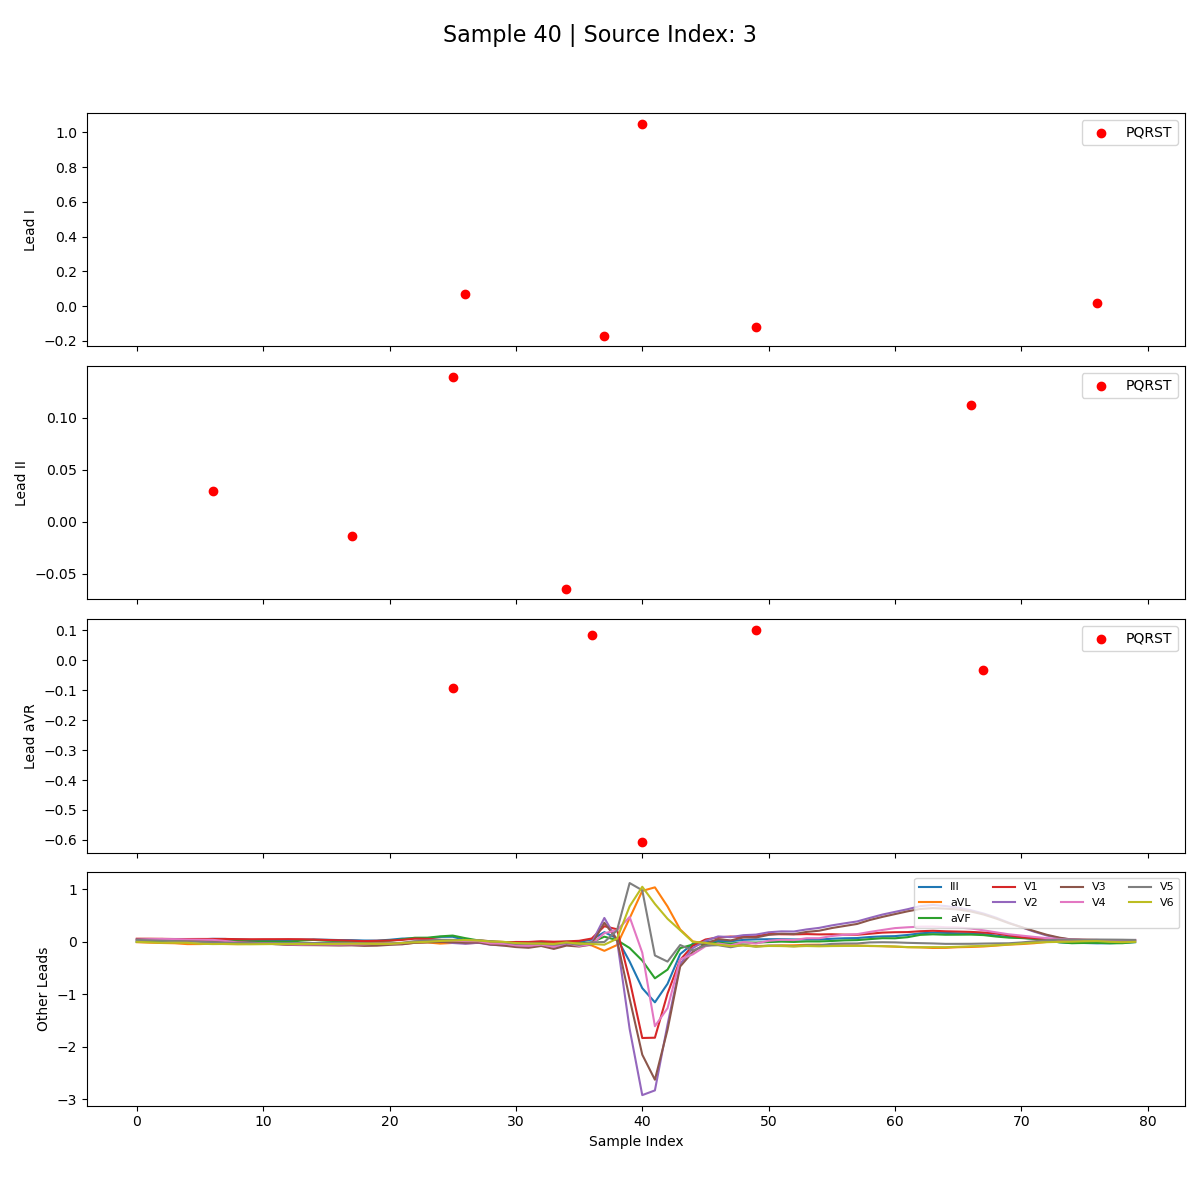 Sample 40 | Source Index: 3
1.0
0.8
0.6
0.4
0.2
0.0
−0.2
Lead I
PQRST
0.10
0.05
0.00
−0.05
Lead II
PQRST
0.1
0.0
−0.1
−0.2
−0.3
−0.4
−0.5
−0.6
Lead aVR
PQRST
1
0
−1
−2
−3
Other Leads
III V1 V3 V5
aVL V2 V4 V6
aVF
0 10 20 30 40 50 60 70 80
Sample Index